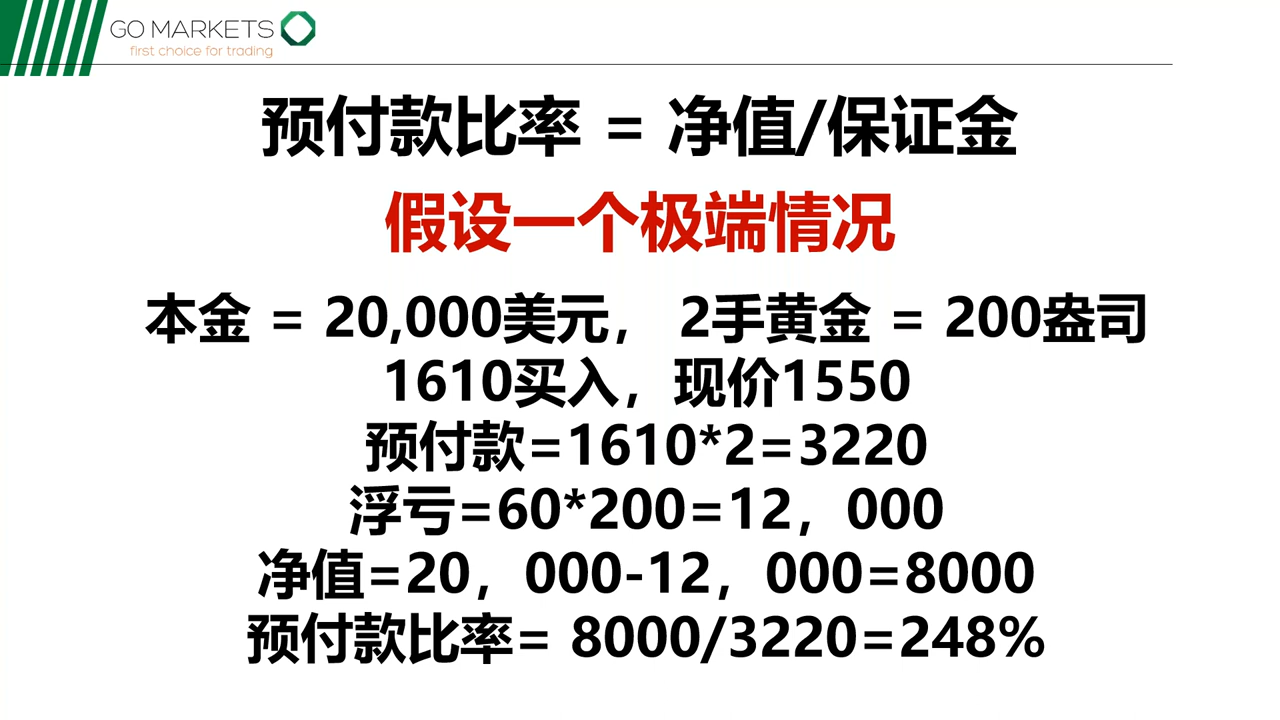 GO MARKETS
first choice for trading
预付款比率 = 净值/保证金
假设一个极端情况
本金 = 20,000美元， 2手黄金 = 200盎司
1610买入，现价1550
预付款=1610*2=3220
浮亏=60*200=12，000
净值=20，000-12，000=8000
预付款比率= 8000/3220=248%